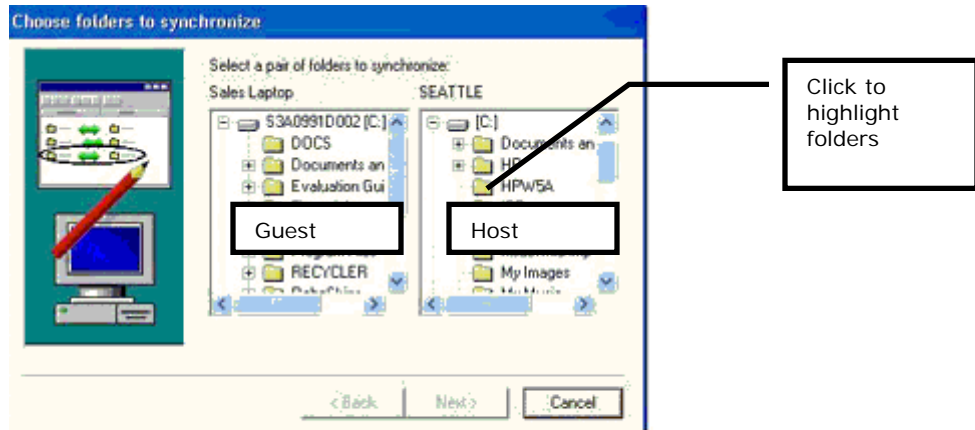 Choose folders to synchronize
Select a pair of folders to synchronize:
Sales Laptop
SEATTLE
S3A0991D002 [C:]
DOCS
Documents an
Evaluation Gui
RECYCLER
[C:]
Documents an
HP
HPW5A
My Images
Guest
Host
Click to
highlight
folders
< Back
Next >
Cancel